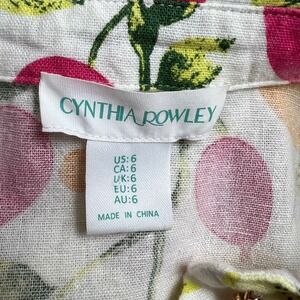 CYNTHIA ROWLEY
US:6
CA:6
UK:6
EU:6
AU:6
MADE IN CHINA